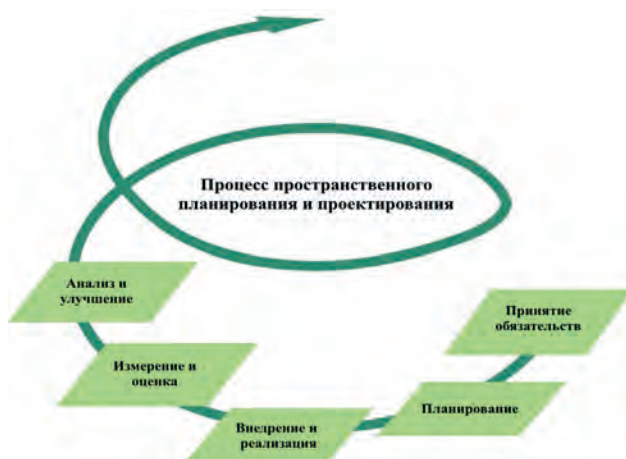 Процесс пространственного
планирования и проектирования
Анализ и
улучшение
Принятие
обязательств
Измерение и
оценка
Планирование
Внедрение и
реализация